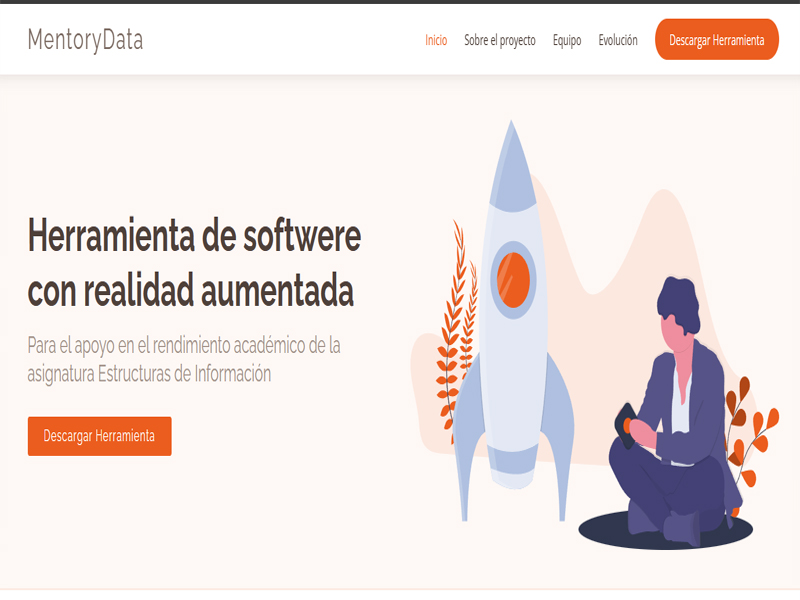 MentoryData
Inicio Sobre el proyecto Equipo Evolución Descargar Herramienta
Herramienta de softwere
con realidad aumentada
Para el apoyo en el rendimiento académico de la
asignatura Estructuras de Información
Descargar Herramienta